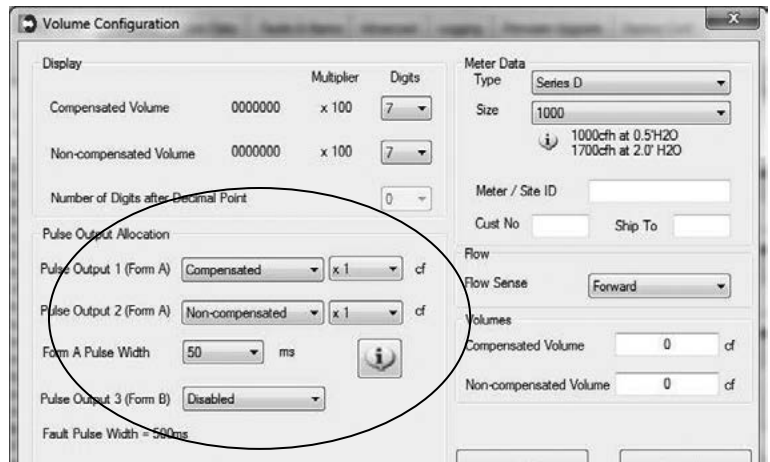 Volume Configuration
Display
Multiplier Digits
Compensated Volume 0000000 x 100 7
Non-compensated Volume 0000000 x 100 7
Number of Digits after Decimal Point 0
Pulse Output Allocation
Pulse Output 1 (Form A) Compensated x 1 cf
Pulse Output 2 (Form A) Non-compensated x 1 cf
Form A Pulse Width 50 ms
Pulse Output 3 (Form B) Disabled
Fault Pulse Width = 500ms
Meter Data
Type Series D
Size 1000
1000cfh at 0.5'H2O
1700cfh at 2.0' H2O
Meter / Site ID
Cust No Ship To
Flow
Flow Sense Forward
Volumes
Compensated Volume 0 cf
Non-compensated Volume 0 cf